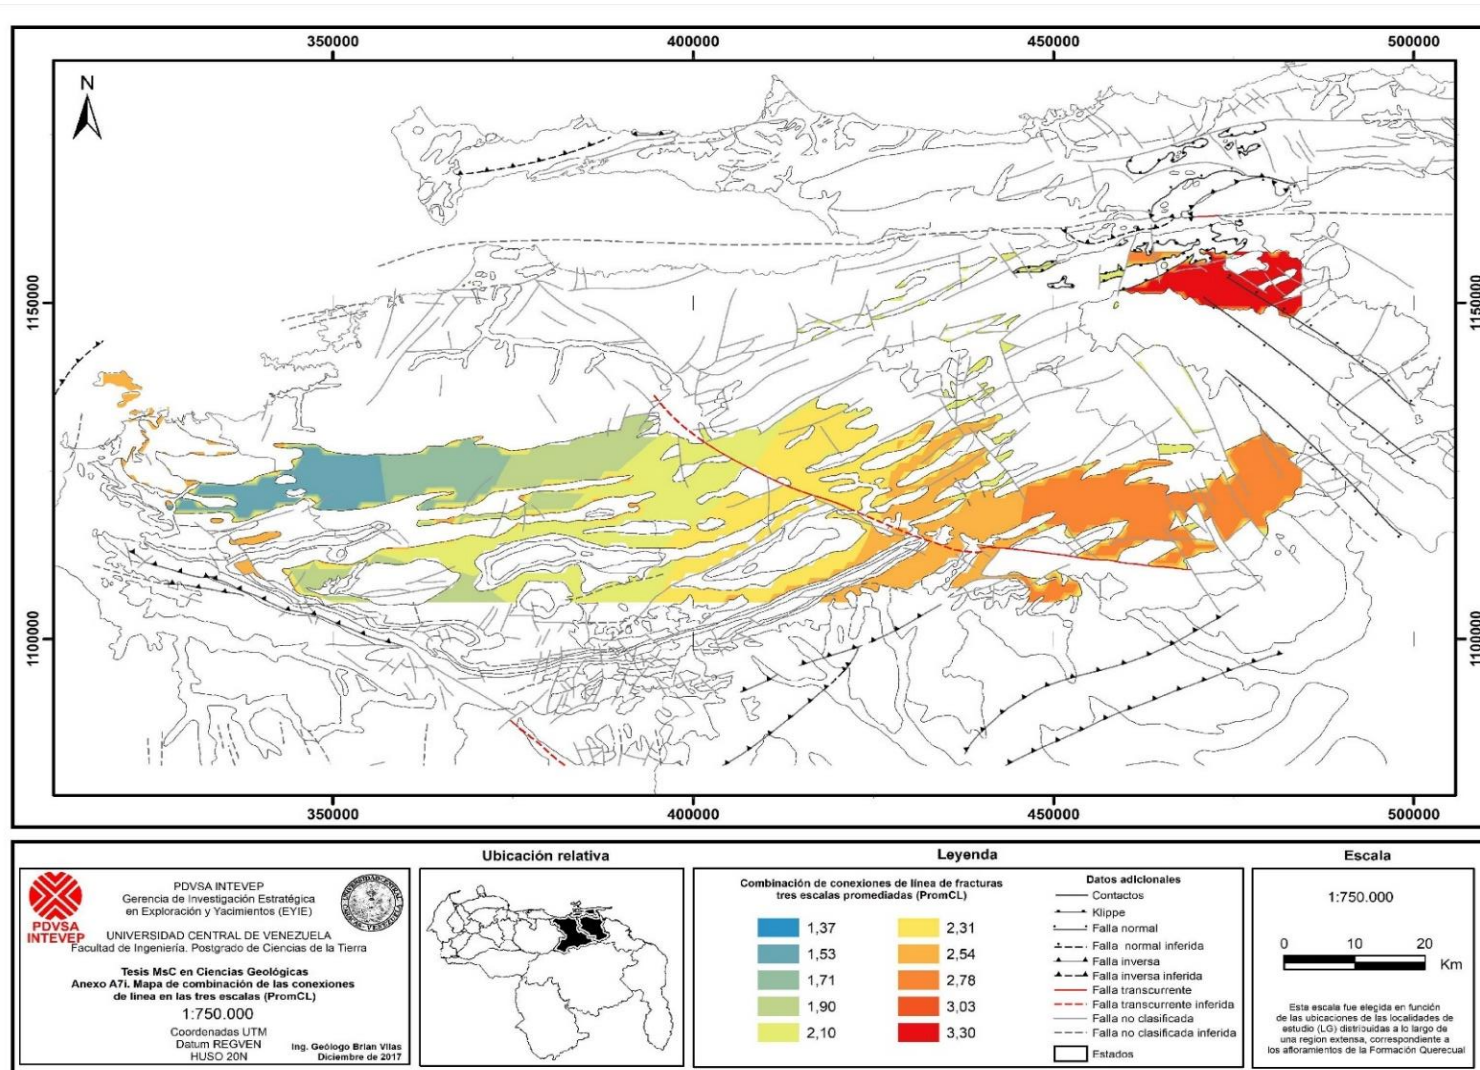 350000
400000
450000
500000
N
1150000
1150000
1100000
1100000
350000
400000
450000
500000
PDVSA
INTEVEP
PDVSA INTEVEP
Gerencia de Investigación Estratégica
en Exploración y Yacimientos (EYIE)
UNIVERSIDAD CENTRAL DE VENEZUELA
Facultad de Ingeniería. Postgrado de Ciencias de la Tierra
Tesis MsC en Ciencias Geológicas
Anexo A7i. Mapa de combinación de las conexiones
de línea en las tres escalas (PromCL)
1:750.000
Coordenadas UTM
Datum REGVEN
HUSO 20N
Ing. Geólogo Brian Vilas
Diciembre de 2017
Ubicación relativa
Leyenda
Combinación de conexiones de línea de fracturas
tres escalas promediadas (PromCL)
1,37
1,53
1,71
1,90
2,10
2,31
2,54
2,78
3,03
3,30
Datos adicionales
Contactos
Klippe
Falla normal
Falla normal inferida
Falla inversa
Falla inversa inferida
Falla transcurrente
Falla transcurrente inferida
Falla no clasificada
Falla no clasificada inferida
Estados
Escala
1:750.000
0 10 20
Km
Esta escala fue elegida en función
de las ubicaciones de las localidades de
estudio (LG) distribuidas a lo largo de
una region extensa, correspondiente a
los afloramientos de la Formación Querecual